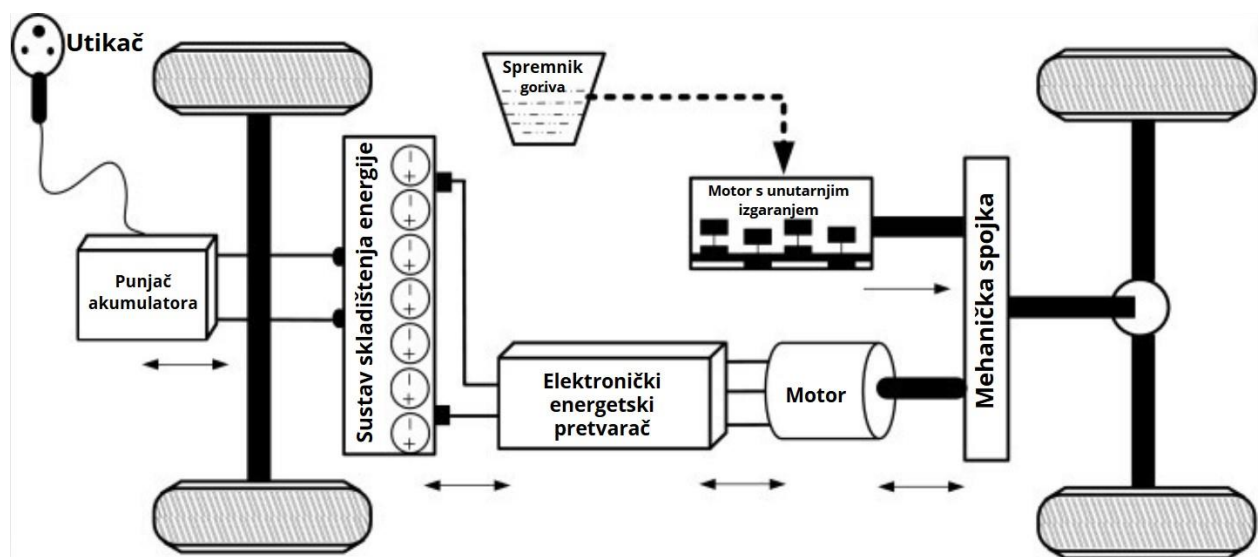 Utikač
Spremnik
goriva
Sustav skladištenja energije
Motor s unutarnjim
izgaranjem
Mehanička spojka
Punjač
akumulatora
Elektronički
energetski
pretvarač
Motor